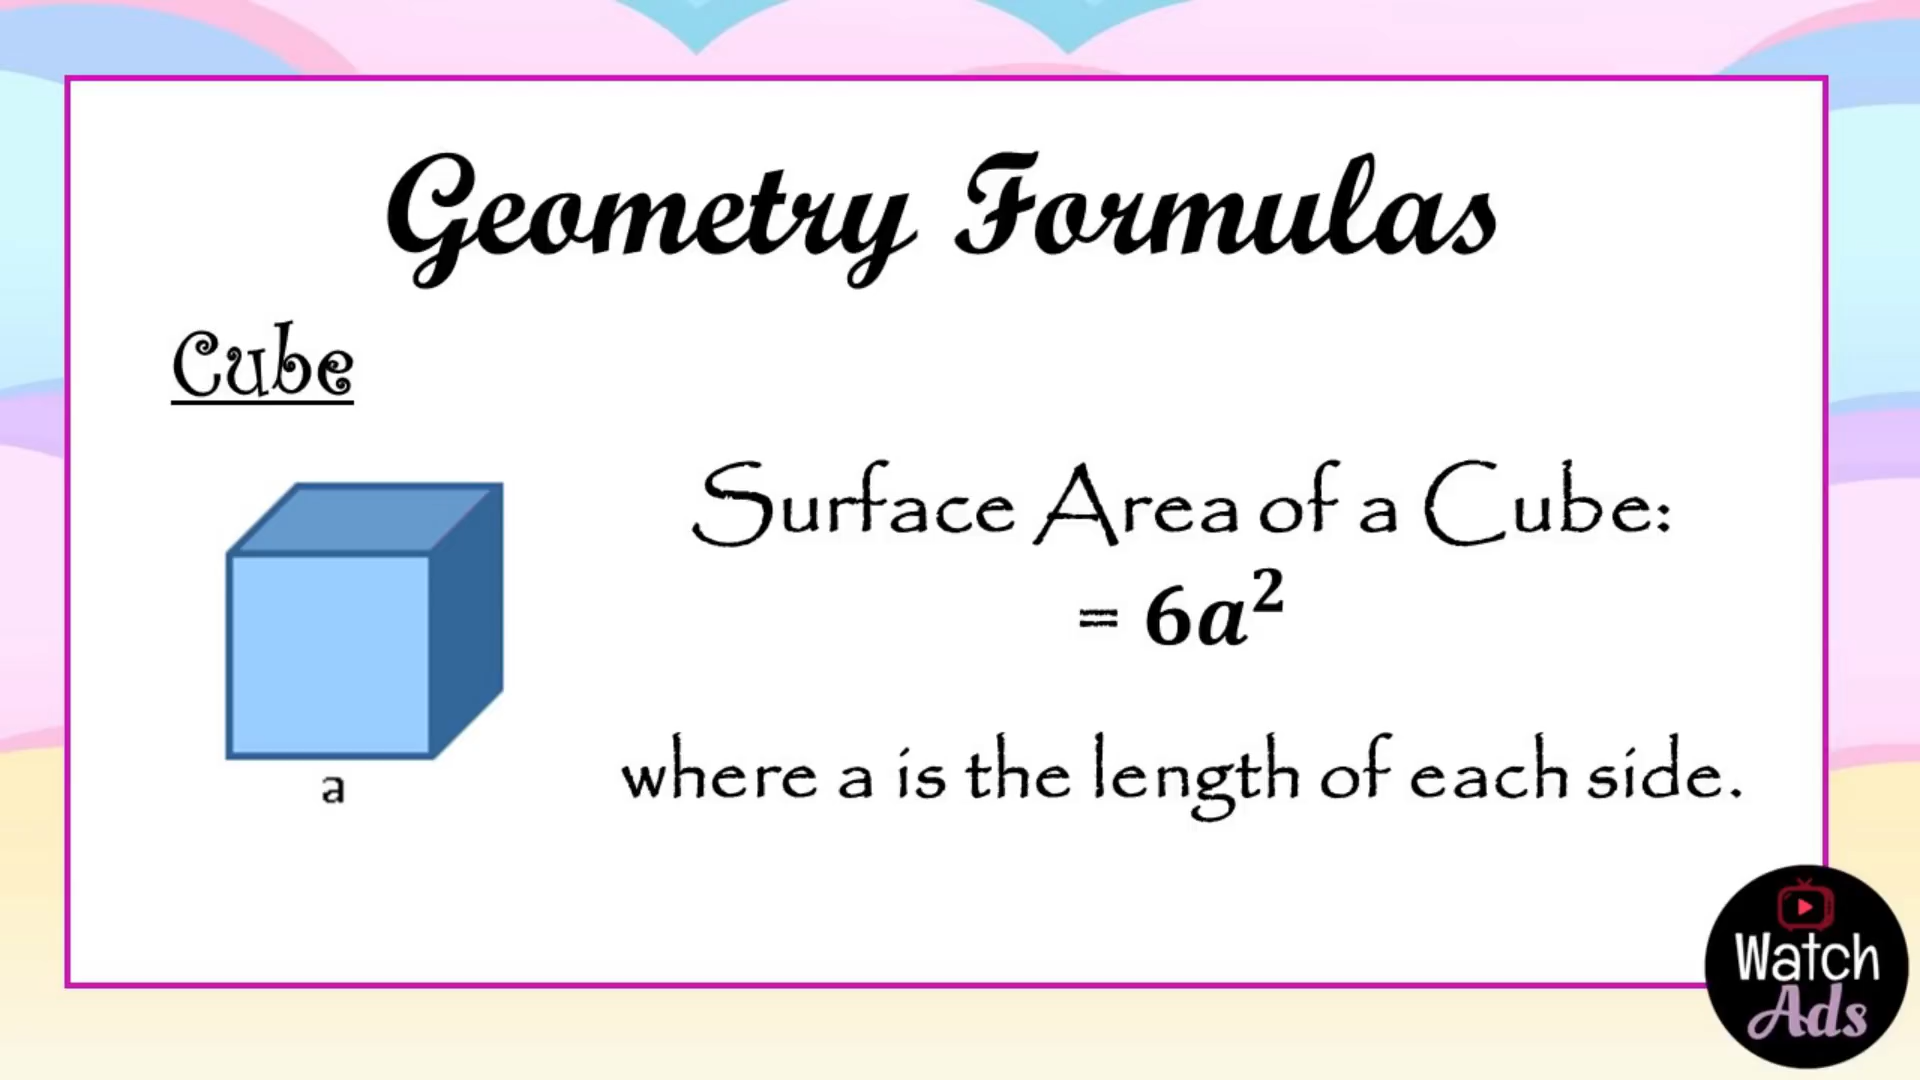 Geometry Formulas
Cube
Surface Area of a Cube:
= 6a²
where a is the length of each side.
a
Watch
Ads